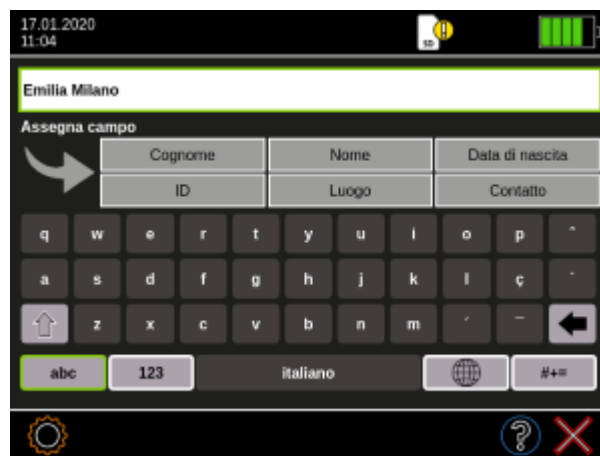 17.01.2020
11:04
SD
Emilia Milano
Assegna campo
Cognome Nome Data di nascita
ID Luogo Contatto
q w e r t y u i o p ^
a s d f g h j k l ç `
z x c v b n m ´ ¨
abc 123 italiano #+=
?